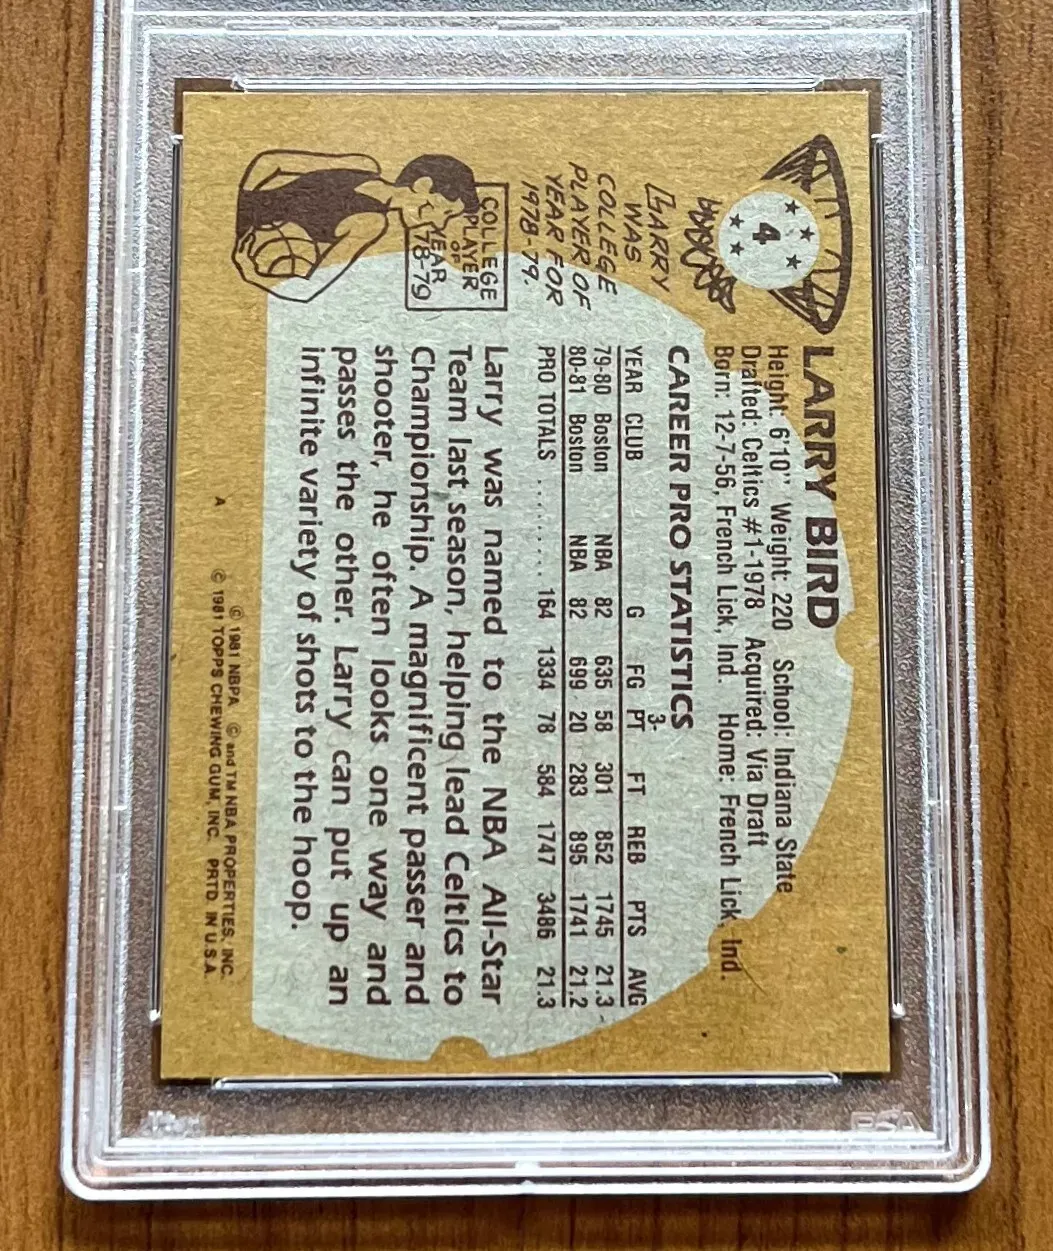 4
LARRY BIRD
Height: 6'10" Weight: 220 School: Indiana State
Drafted: Celtics #1-1978 Acquired: Via Draft
Born: 12-7-56, French Lick, Ind. Home: French Lick, Ind.
CAREER PRO STATISTICS
YEAR CLUB G FG 3-PT FT REB PTS AVG
79-80 Boston NBA 82 635 58 301 852 1745 21.3
80-81 Boston NBA 82 699 20 283 895 1741 21.2
PRO TOTALS .......... 164 1334 78 584 1747 3486 21.3
LARRY
WAS
COLLEGE
PLAYER OF
YEAR FOR
1978-79.
COLLEGE
PLAYER
OF
YEAR
78-79
Larry was named to the NBA All-Star
Team last season, helping lead Celtics to
Championship. A magnificent passer and
shooter, he often looks one way and
passes the other. Larry can put up an
infinite variety of shots to the hoop.
© 1981 NBPA © and TM NBA PROPERTIES, INC.
A © 1981 TOPPS CHEWING GUM, INC. PRTD. IN U.S.A.
PSA